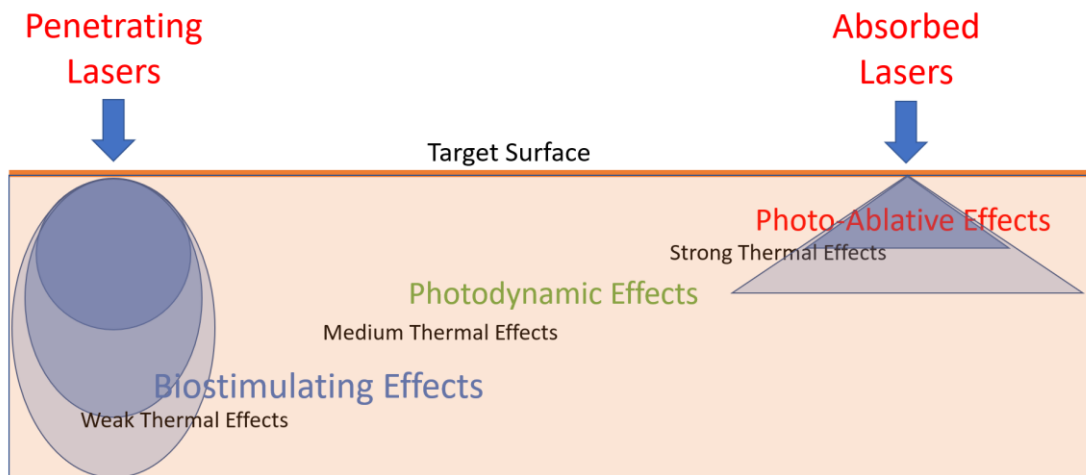 Penetrating
Lasers
Absorbed
Lasers
Target Surface
Photo-Ablative Effects
Strong Thermal Effects
Photodynamic Effects
Medium Thermal Effects
Biostimulating Effects
Weak Thermal Effects